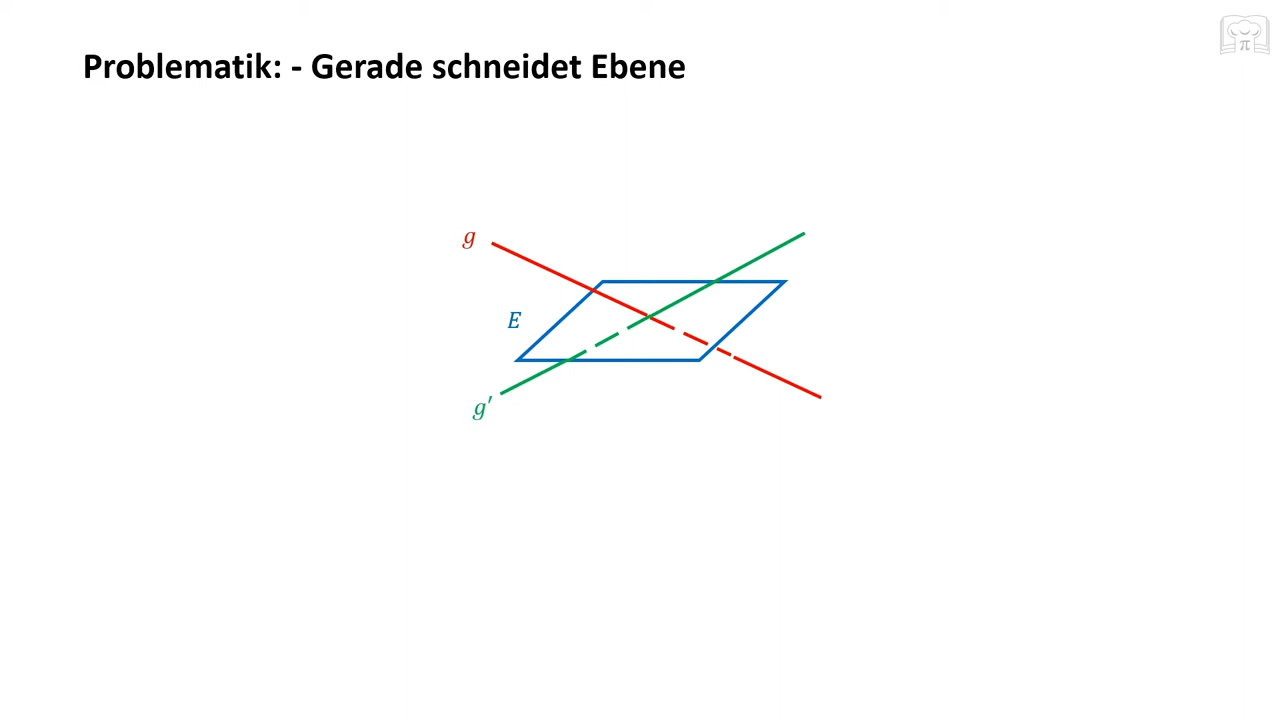 Problematik: - Gerade schneidet Ebene
g
E
g′
π